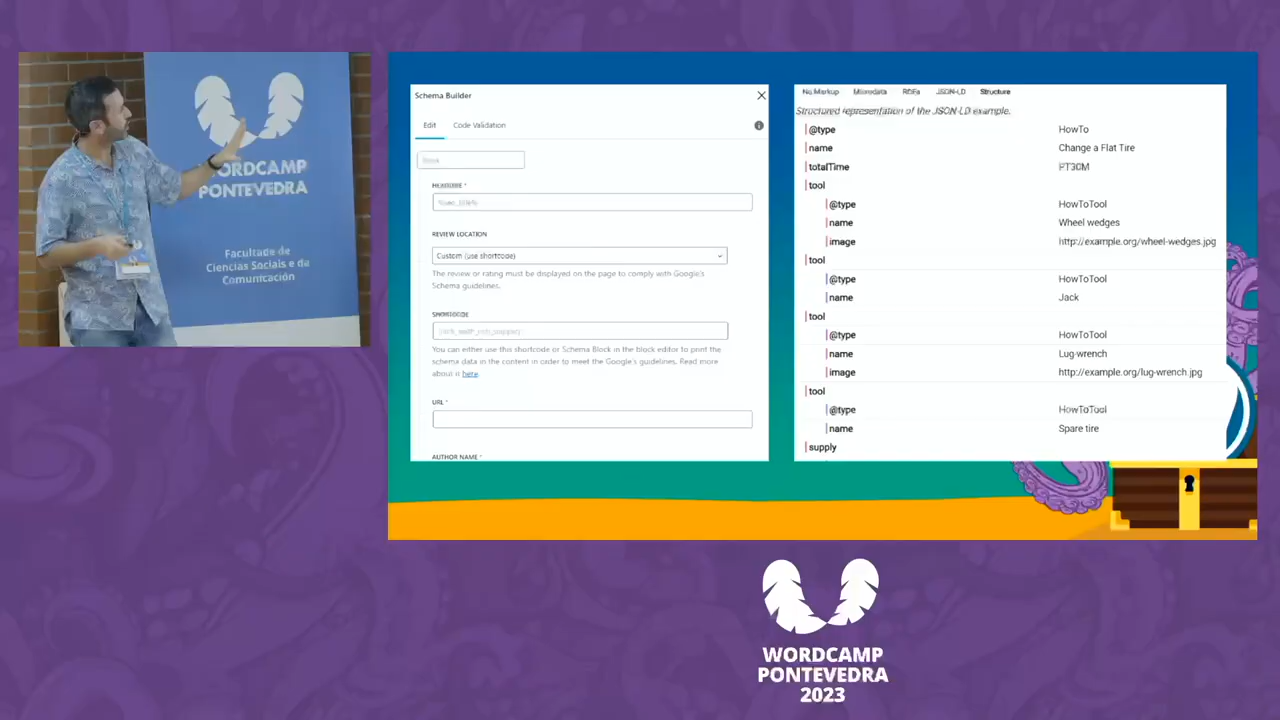 WORDCAMP
PONTEVEDRA
Facultade de
Ciencias Sociais e da
Comunicación
Schema Builder
Edit
Code Validation
HEADLINE *
REVIEW LOCATION
Custom (use shortcode)
The review or rating must be displayed on the page to comply with Google's
Schema guidelines.
SHORTCODE
You can either use this shortcode or Schema Block in the block editor to print the
schema data in the content in order to meet the Google's guidelines. Read more
about it here.
URL *
AUTHOR NAME *
No Markup Microdata RDFa JSON-LD Structure
Structured representation of the JSON-LD example.
@type HowTo
name Change a Flat Tire
totalTime PT30M
tool
@type HowToTool
name Wheel wedges
image http://example.org/wheel-wedges.jpg
tool
@type HowToTool
name Jack
tool
@type HowToTool
name Lug-wrench
image http://example.org/lug-wrench.jpg
tool
@type HowToTool
name Spare tire
supply
WORDCAMP
PONTEVEDRA
2023